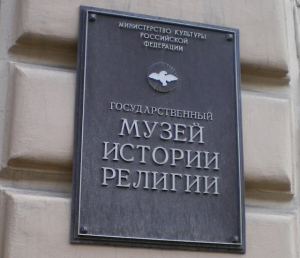 МИНИСТЕРСТВО КУЛЬТУРЫ
РОССИЙСКОЙ
ФЕДЕРАЦИИ
ГОСУДАРСТВЕННЫЙ
МУЗЕЙ
ИСТОРИИ
РЕЛИГИИ